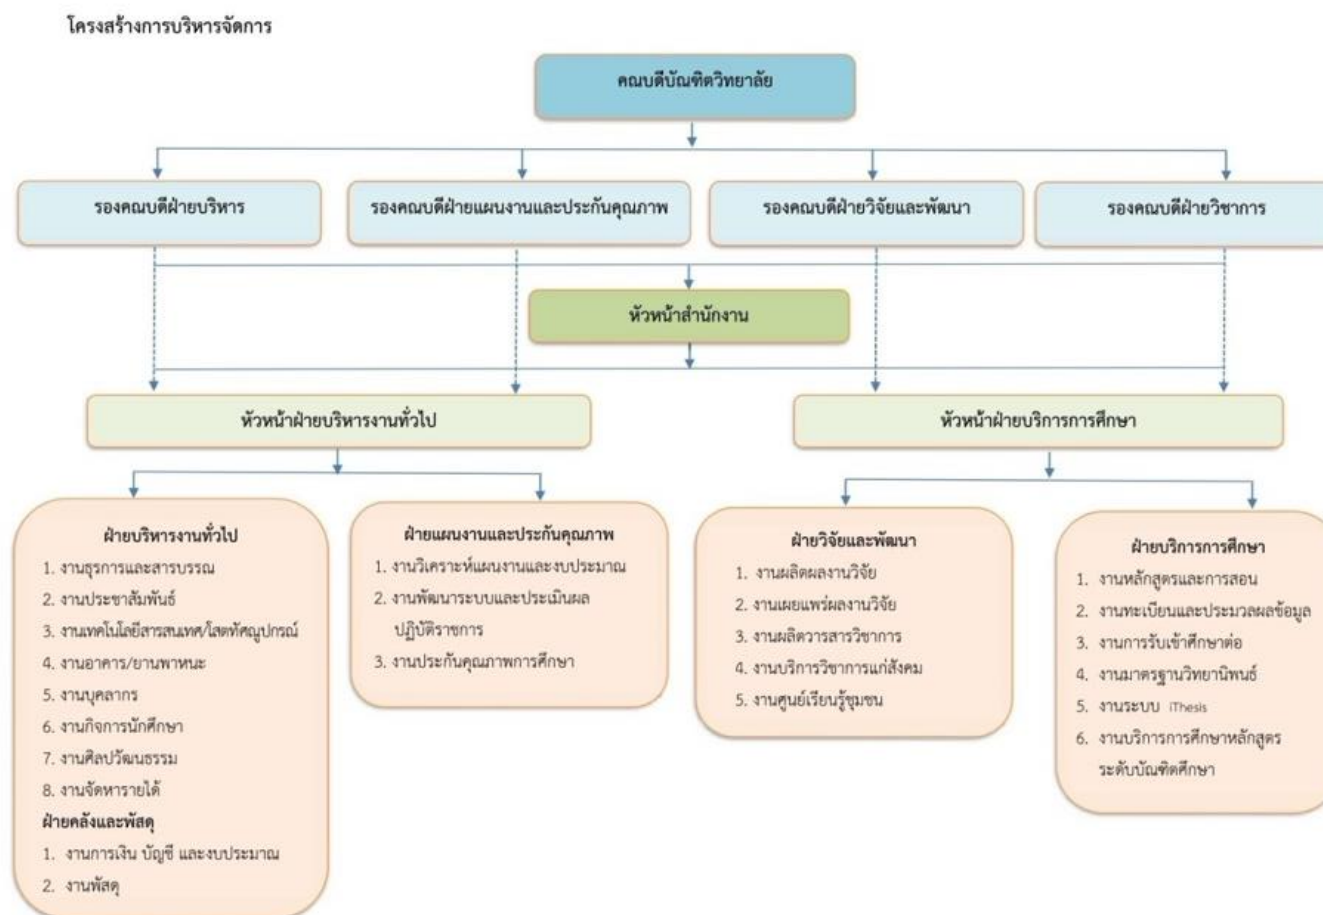 โครงสร้างการบริหารจัดการ
คณบดีบัณฑิตวิทยาลัย
รองคณบดีฝ่ายบริหาร
รองคณบดีฝ่ายแผนงานและประกันคุณภาพ
รองคณบดีฝ่ายวิจัยและพัฒนา
รองคณบดีฝ่ายวิชาการ
หัวหน้าสำนักงาน
หัวหน้าฝ่ายบริหารงานทั่วไป
หัวหน้าฝ่ายบริการการศึกษา
ฝ่ายบริหารงานทั่วไป
1. งานธุรการและสารบรรณ
2. งานประชาสัมพันธ์
3. งานเทคโนโลยีสารสนเทศ/โสตทัศณูปกรณ์
4. งานอาคาร/ยานพาหนะ
5. งานบุคลากร
6. งานกิจการนักศึกษา
7. งานศิลปวัฒนธรรม
8. งานจัดหารายได้
ฝ่ายคลังและพัสดุ
1. งานการเงิน บัญชี และงบประมาณ
2. งานพัสดุ
ฝ่ายแผนงานและประกันคุณภาพ
1. งานวิเคราะห์แผนงานและงบประมาณ
2. งานพัฒนาระบบและประเมินผล
ปฏิบัติราชการ
3. งานประกันคุณภาพการศึกษา
ฝ่ายวิจัยและพัฒนา
1. งานผลิตผลงานวิจัย
2. งานเผยแพร่ผลงานวิจัย
3. งานผลิตวารสารวิชาการ
4. งานบริการวิชาการแก่สังคม
5. งานศูนย์เรียนรู้ชุมชน
ฝ่ายบริการการศึกษา
1. งานหลักสูตรและการสอน
2. งานทะเบียนและประมวลผลข้อมูล
3. งานการรับเข้าศึกษาต่อ
4. งานมาตรฐานวิทยานิพนธ์
5. งานระบบ iThesis
6. งานบริการการศึกษาหลักสูตร
ระดับบัณฑิตศึกษา